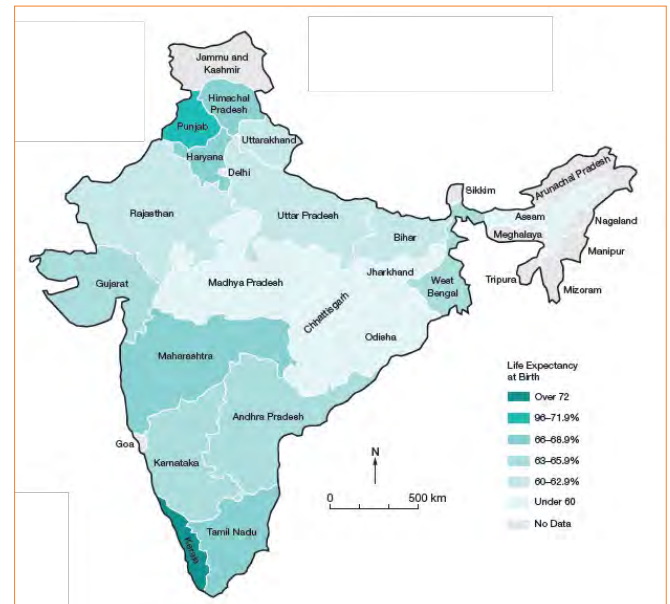 Jammu and
Kashmir
Himachal
Pradesh
Punjab
Uttarakhand
Haryana
Delhi
Rajasthan
Uttar Pradesh
Bihar
Sikkim
Arunachal Pradesh
Assam
Nagaland
Meghalaya
Manipur
Tripura
Mizoram
Gujarat
Madhya Pradesh
Jharkhand
West
Bengal
Chhattisgarh
Odisha
Maharashtra
Andhra Pradesh
Goa
Karnataka
Tamil Nadu
Kerala
N
0 500 km
Life Expectancy
at Birth
Over 72
96–71.9%
66–68.9%
63–65.9%
60–62.9%
Under 60
No Data